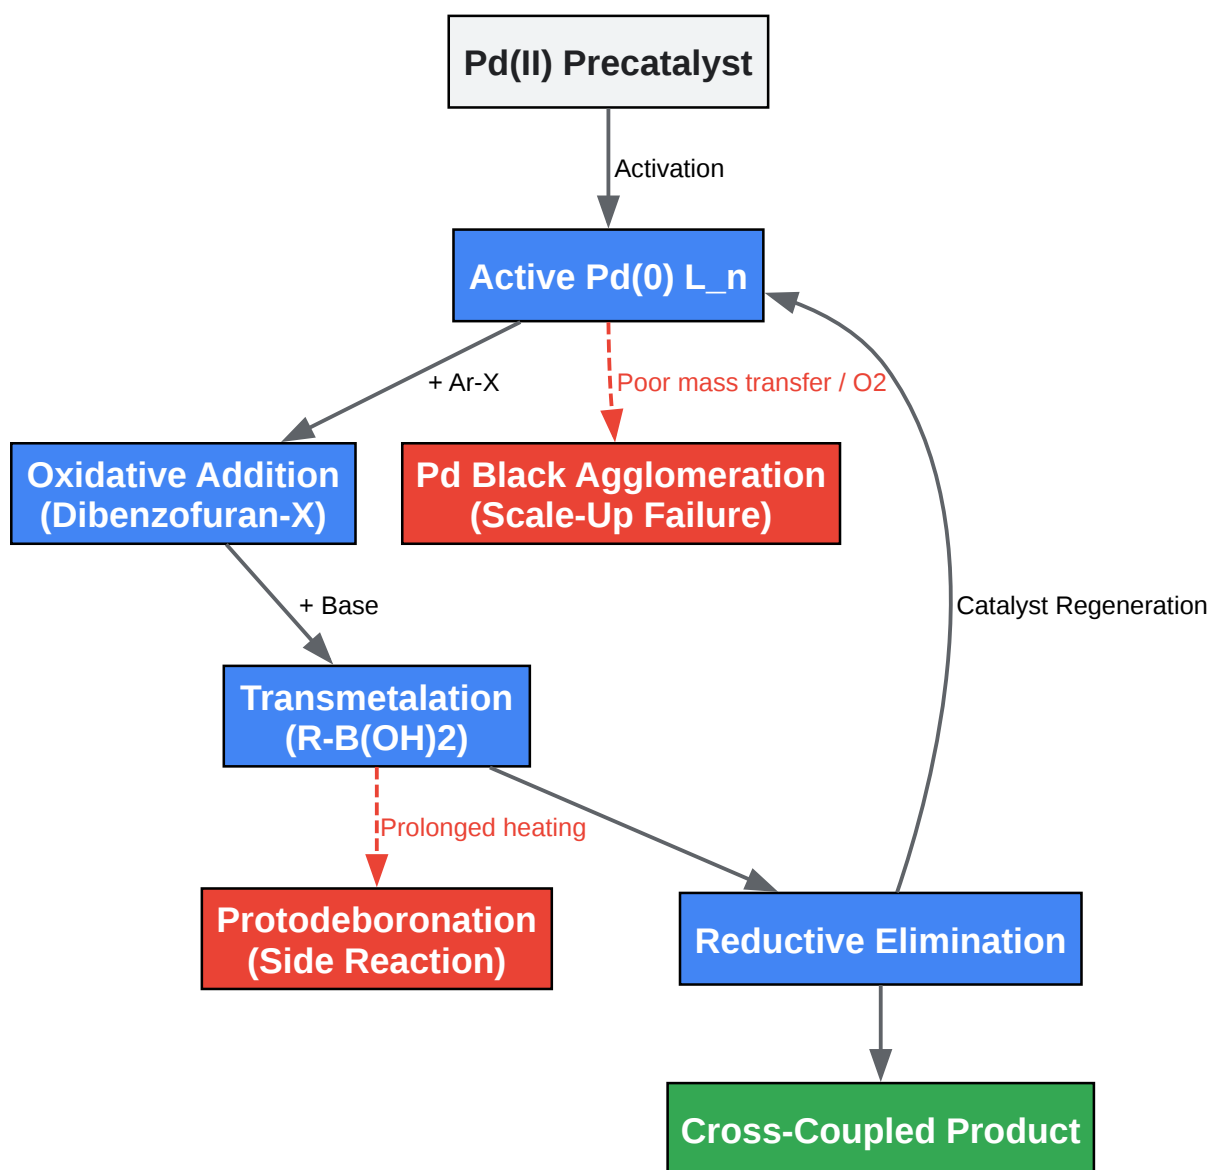 Pd(II) Precatalyst
Activation
Active Pd(0) L_n
+ Ar-X
Poor mass transfer / O2
Oxidative Addition
(Dibenzofuran-X)
Pd Black Agglomeration
(Scale-Up Failure)
+ Base
Catalyst Regeneration
Transmetalation
(R-B(OH)2)
Prolonged heating
Protodeboronation
(Side Reaction)
Reductive Elimination
Cross-Coupled Product